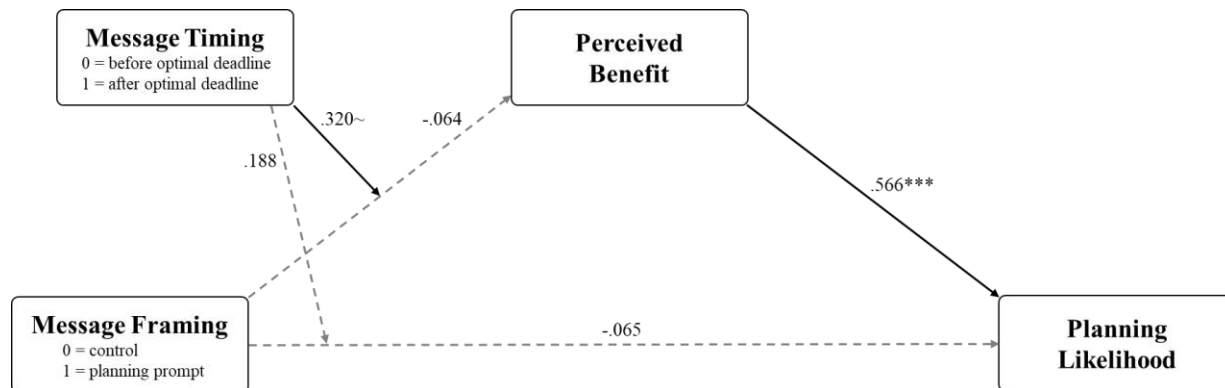 Message Timing
0 = before optimal deadline
1 = after optimal deadline
Perceived
Benefit
.320~
-.064
.188
.566***
Message Framing
0 = control
1 = planning prompt
-.065
Planning
Likelihood